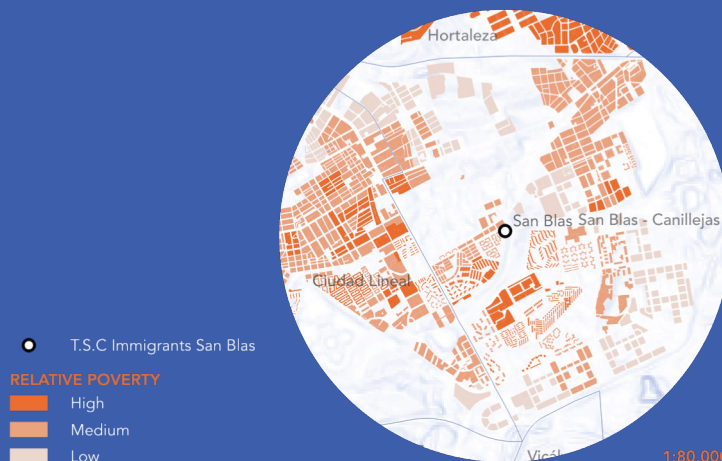 Hortaleza
San Blas San Blas - Canillejas
Ciudad Lineal
T.S.C Immigrants San Blas
RELATIVE POVERTY
High
Medium
Low